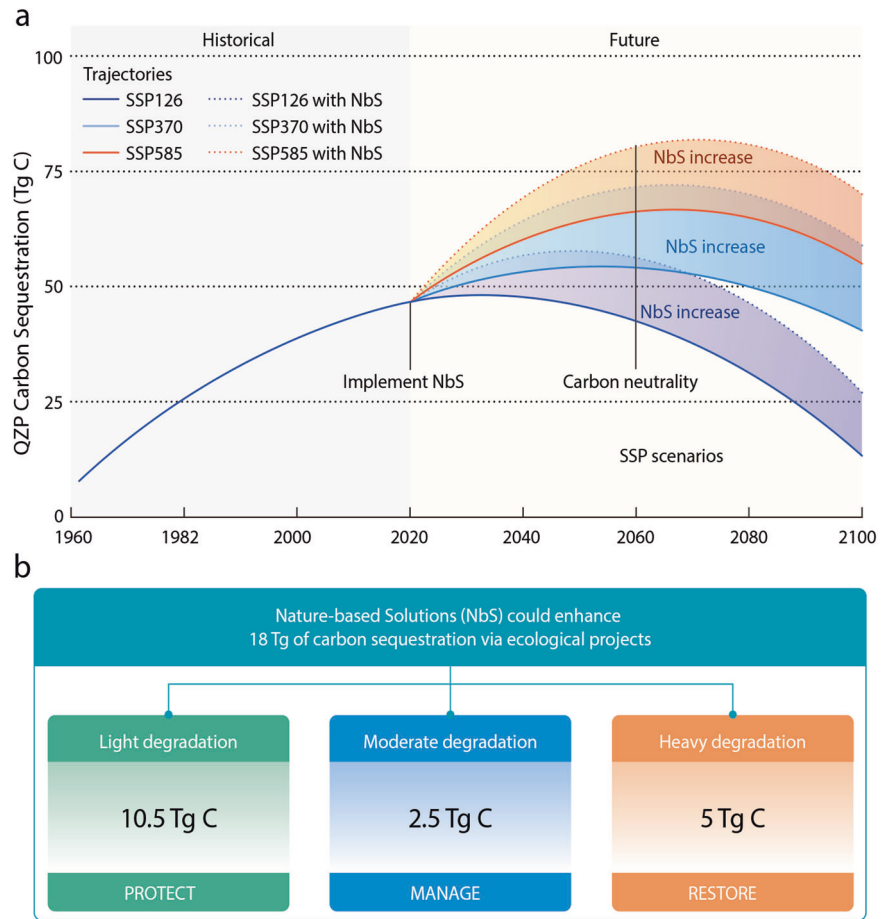 a
Historical
Future
100
Trajectories
SSP126
SSP126 with NbS
SSP370
SSP370 with NbS
SSP585
SSP585 with NbS
NbS increase
75
NbS increase
50
NbS increase
Implement NbS
Carbon neutrality
25
SSP scenarios
0
QZP Carbon Sequestration (Tg C)
1960
1982
2000
2020
2040
2060
2080
2100
b
Nature-based Solutions (NbS) could enhance
18 Tg of carbon sequestration via ecological projects
Light degradation
10.5 Tg C
PROTECT
Moderate degradation
2.5 Tg C
MANAGE
Heavy degradation
5 Tg C
RESTORE